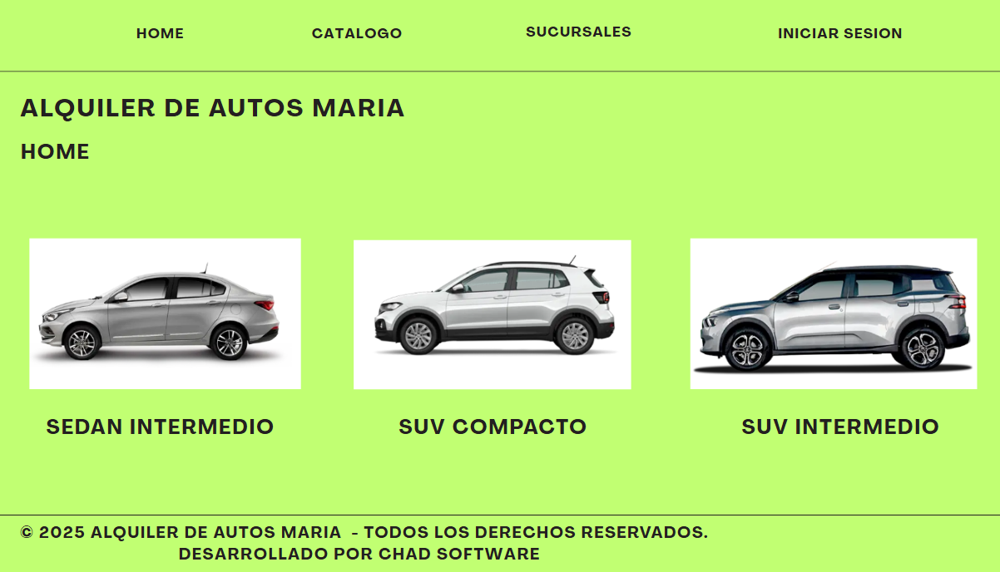 HOME CATALOGO SUCURSALES INICIAR SESION
ALQUILER DE AUTOS MARIA
HOME
SEDAN INTERMEDIO SUV COMPACTO SUV INTERMEDIO
© 2025 ALQUILER DE AUTOS MARIA - TODOS LOS DERECHOS RESERVADOS.
DESARROLLADO POR CHAD SOFTWARE